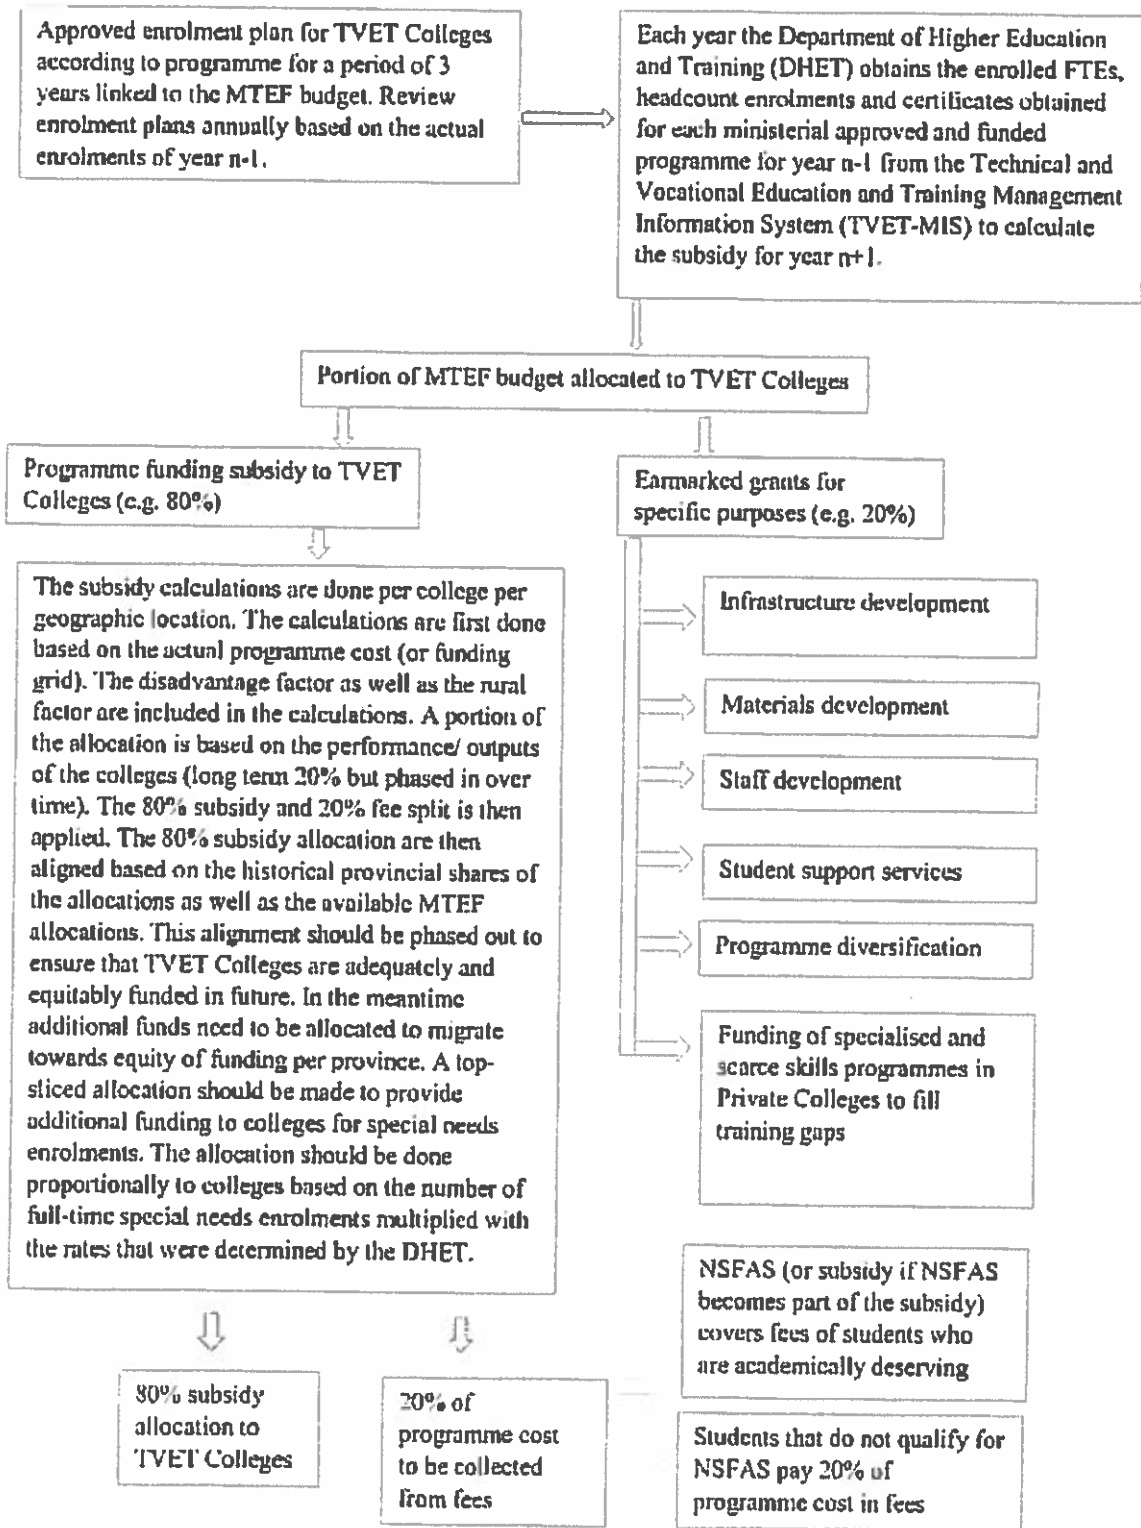 Approved enrolment plan for TVET Colleges
according to programme for a period of 3
years linked to the MTEF budget. Review
enrolment plans annually based on the actual
enrolments of year n-1.
Each year the Department of Higher Education
and Training (DHET) obtains the enrolled FTEs,
headcount enrolments and certificates obtained
for each ministerial approved and funded
programme for year n-1 from the Technical and
Vocational Education and Training Management
Information System (TVET-MIS) to calculate
the subsidy for year n+1.
Portion of MTEF budget allocated to TVET Colleges
Programme funding subsidy to TVET
Colleges (e.g. 80%)
Earmarked grants for
specific purposes (e.g. 20%)
The subsidy calculations are done per college per
geographic location. The calculations are first done
based on the actual programme cost (or funding
grid). The disadvantage factor as well as the rural
factor are included in the calculations. A portion of
the allocation is based on the performance/ outputs
of the colleges (long term 20% but phased in over
time). The 80% subsidy and 20% fee split is then
applied. The 80% subsidy allocation are then
aligned based on the historical provincial shares of
the allocations as well as the available MTEF
allocations. This alignment should be phased out to
ensure that TVET Colleges are adequately and
equitably funded in future. In the meantime
additional funds need to be allocated to migrate
towards equity of funding per province. A top-
sliced allocation should be made to provide
additional funding to colleges for special needs
enrolments. The allocation should be done
proportionally to colleges based on the number of
full-time special needs enrolments multiplied with
the rates that were determined by the DHET.
Infrastructure development
Materials development
Staff development
Student support services
Programme diversification
Funding of specialised and
scarce skills programmes in
Private Colleges to fill
training gaps
80% subsidy
allocation to
TVET Colleges
20% of
programme cost
to be collected
from fees
NSFAS (or subsidy if NSFAS
becomes part of the subsidy)
covers fees of students who
are academically deserving
Students that do not qualify for
NSFAS pay 20% of
programme cost in fees